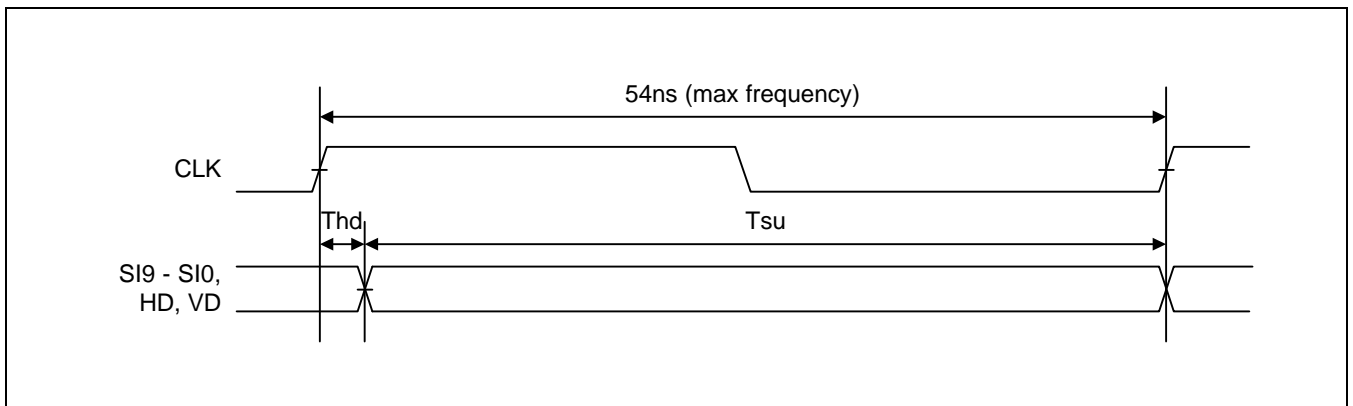 54ns (max frequency)
CLK
Thd
Tsu
SI9 - SI0,
HD, VD